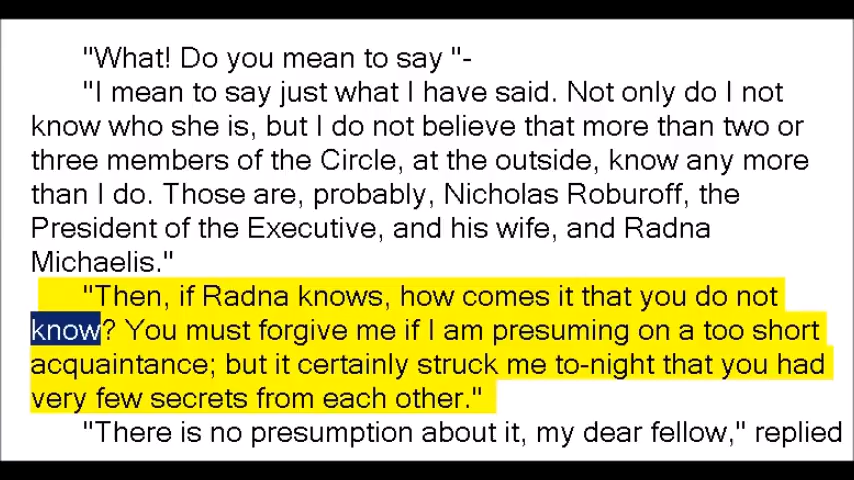 "What! Do you mean to say "-
"I mean to say just what I have said. Not only do I not
know who she is, but I do not believe that more than two or
three members of the Circle, at the outside, know any more
than I do. Those are, probably, Nicholas Roburoff, the
President of the Executive, and his wife, and Radna
Michaelis."
"Then, if Radna knows, how comes it that you do not
know? You must forgive me if I am presuming on a too short
acquaintance; but it certainly struck me to-night that you had
very few secrets from each other."
"There is no presumption about it, my dear fellow," replied